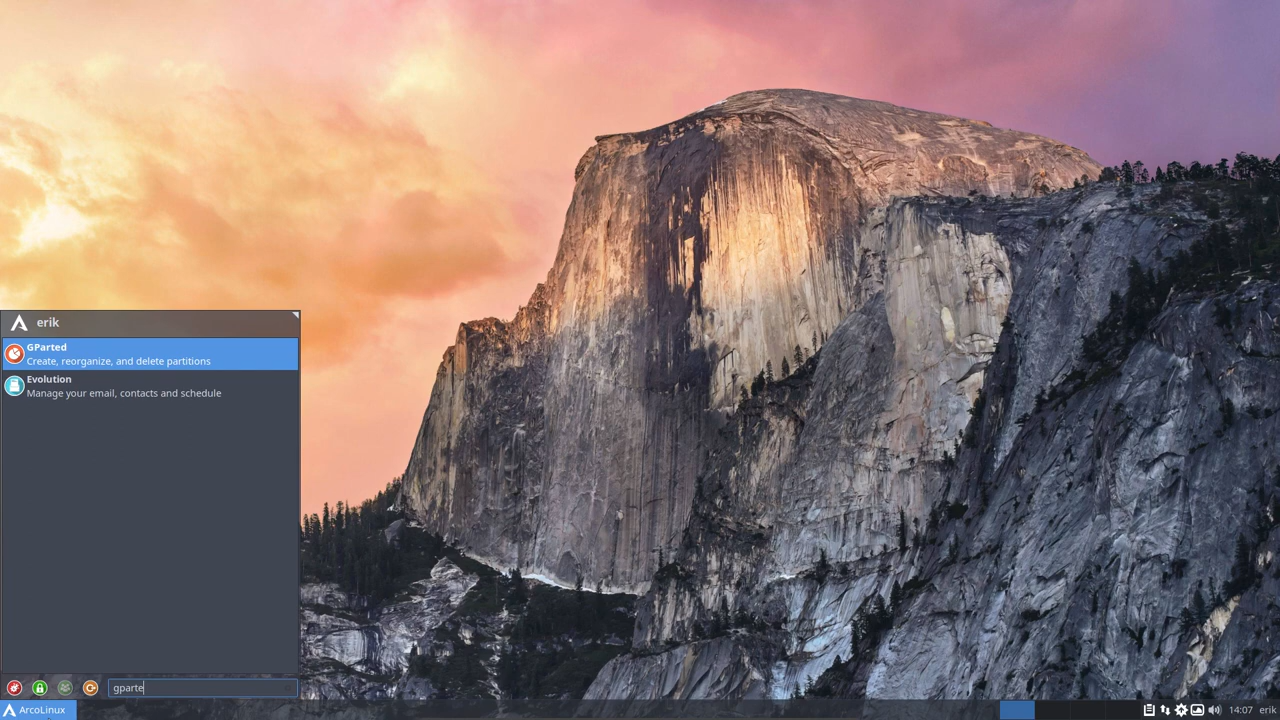 erik
GParted
Create, reorganize, and delete partitions
Evolution
Manage your email, contacts and schedule
gparte
ArcoLinux
14:07 erik